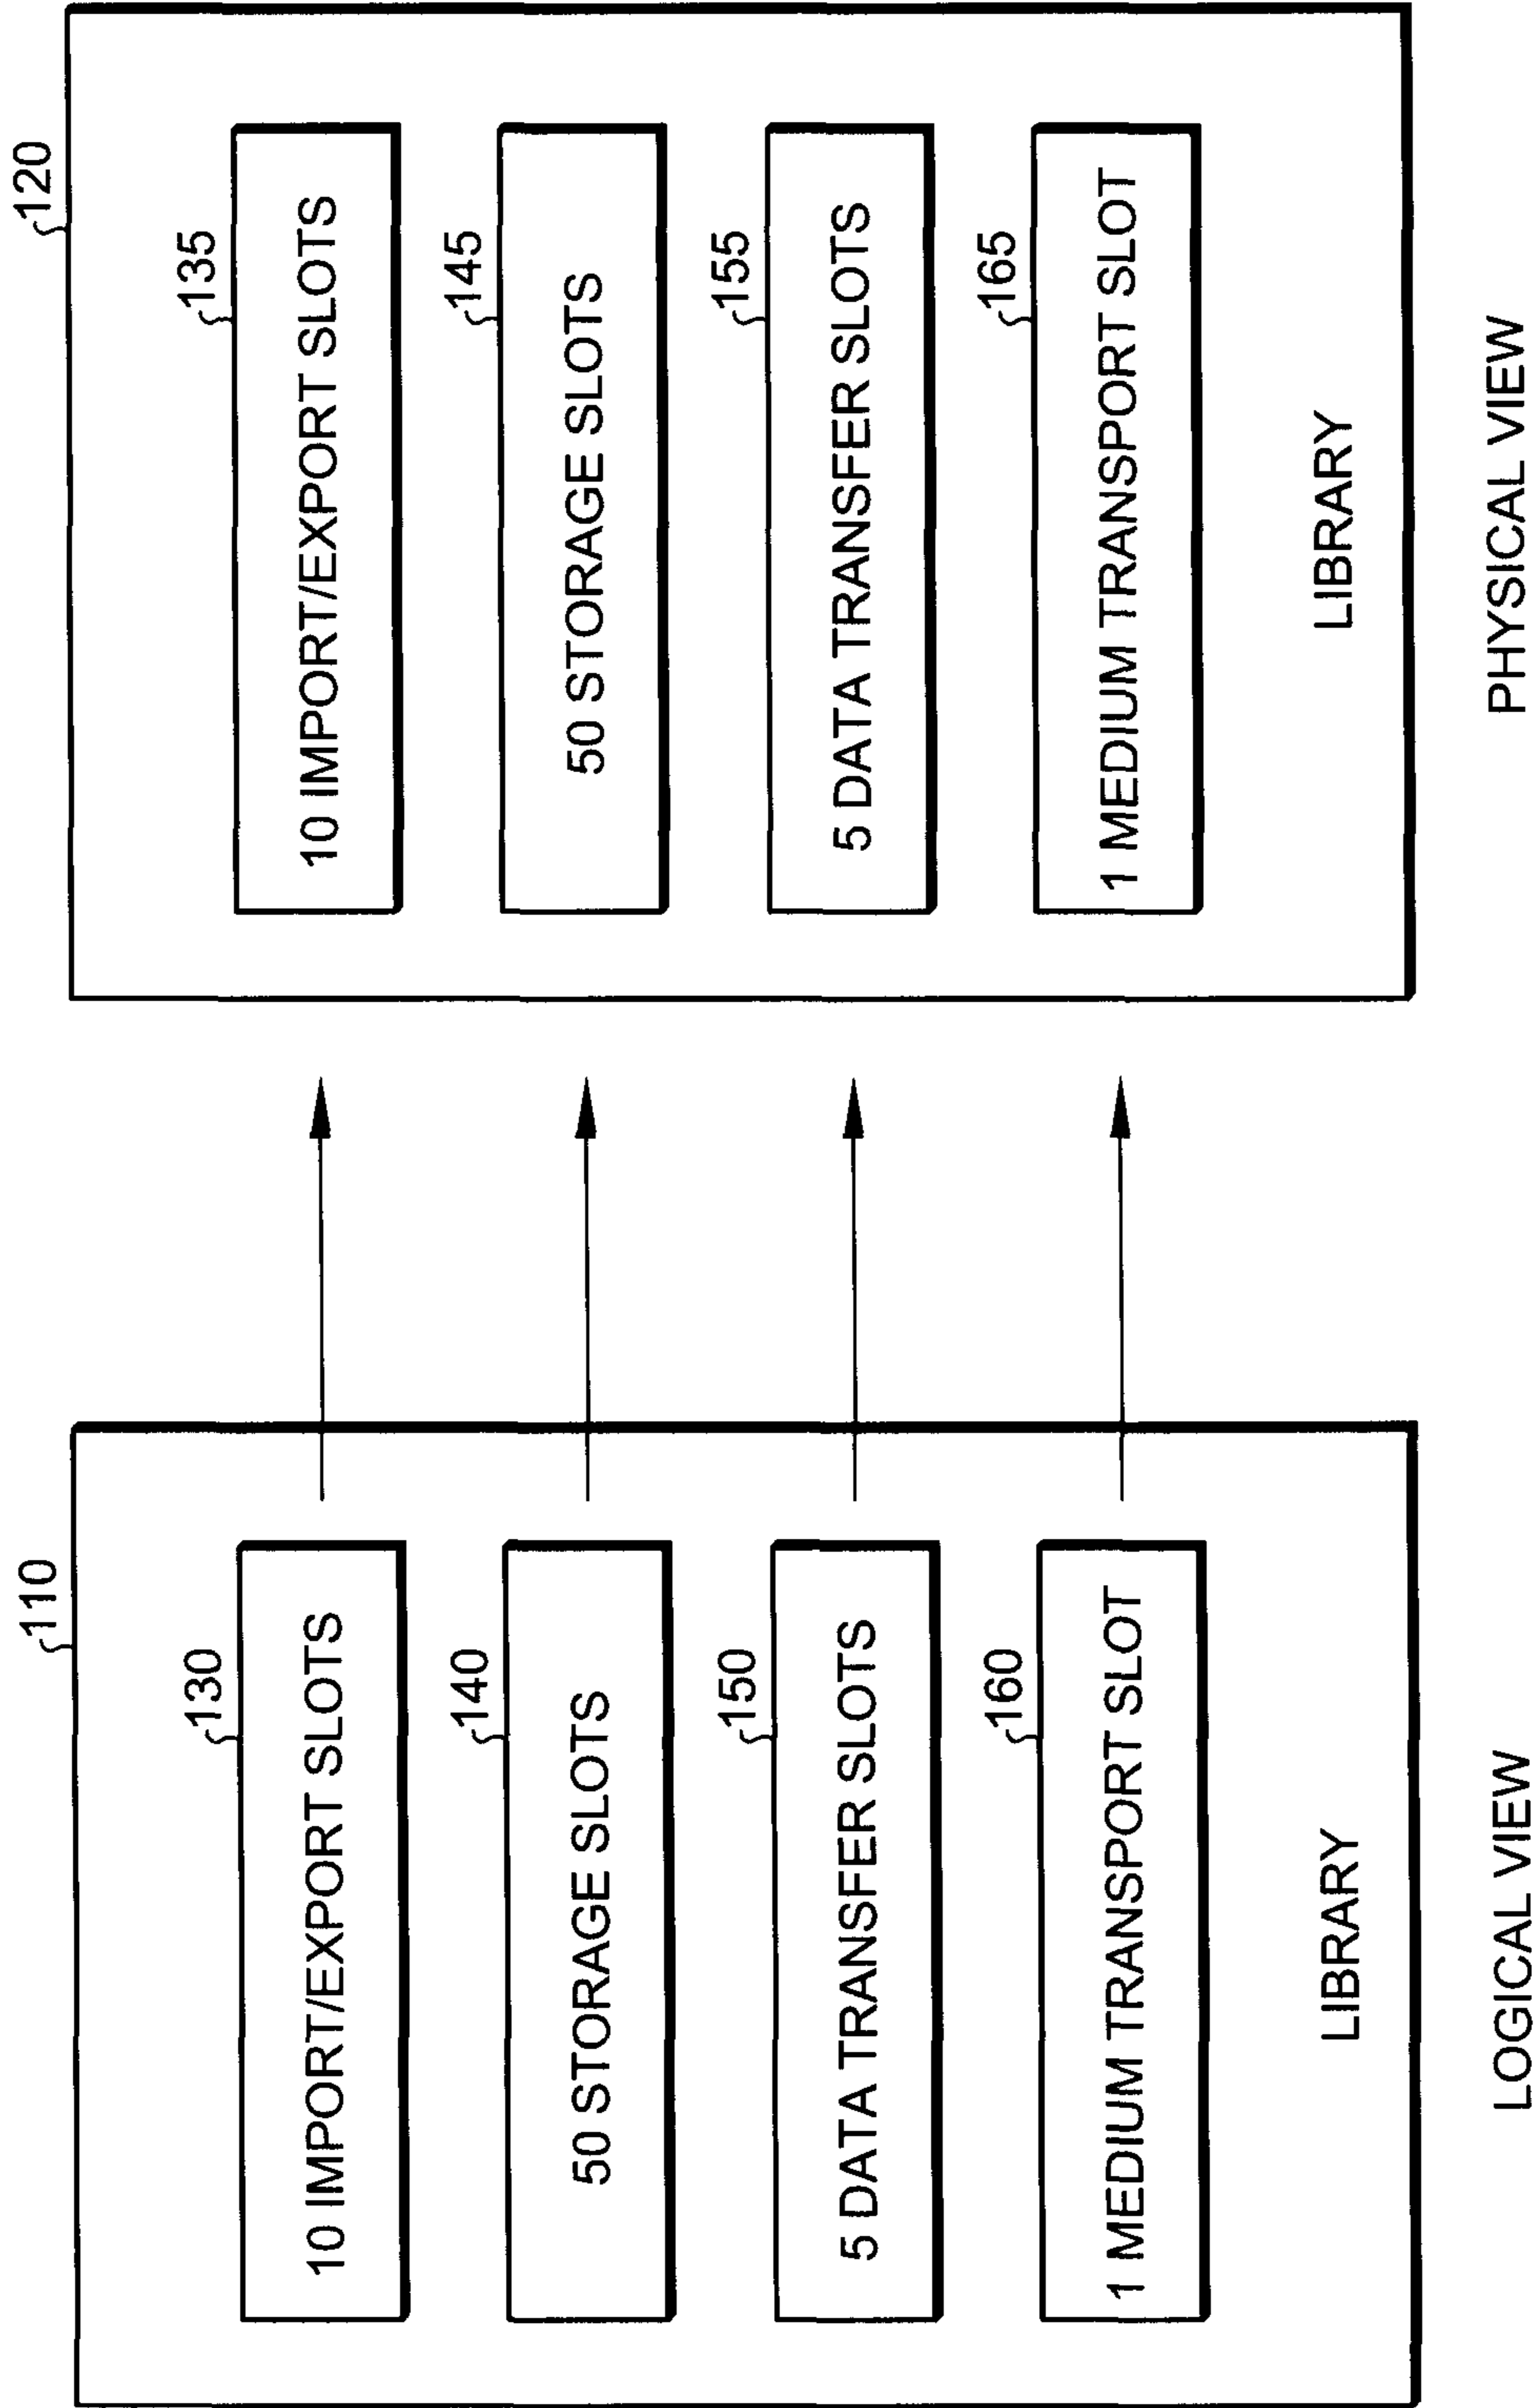 110
130
10 IMPORT/EXPORT SLOTS
140
50 STORAGE SLOTS
150
5 DATA TRANSFER SLOTS
160
1 MEDIUM TRANSPORT SLOT
LIBRARY
LOGICAL VIEW
120
135
10 IMPORT/EXPORT SLOTS
145
50 STORAGE SLOTS
155
5 DATA TRANSFER SLOTS
165
1 MEDIUM TRANSPORT SLOT
LIBRARY
PHYSICAL VIEW